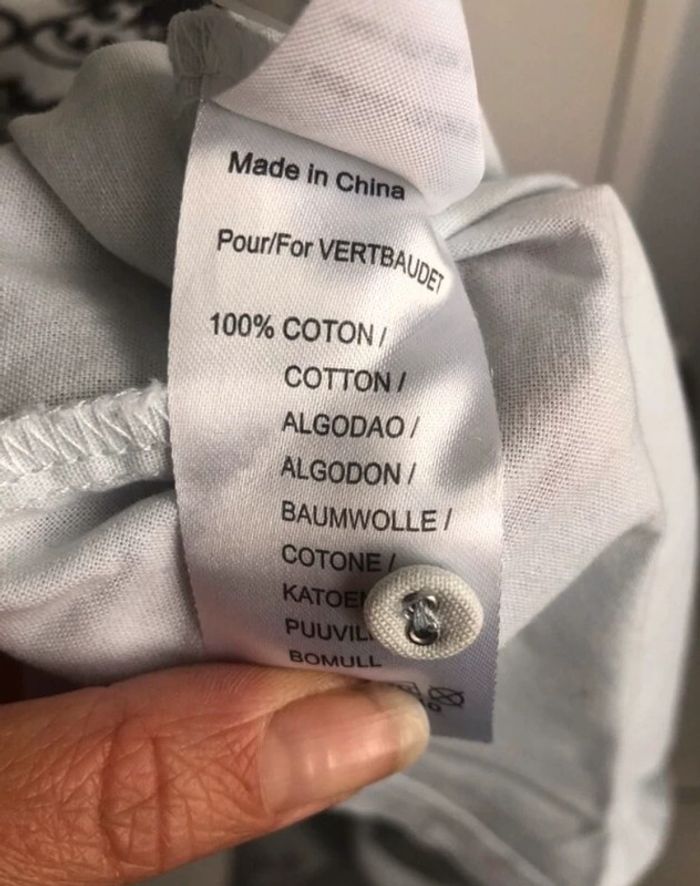 Made in China
Pour/For VERTBAUDET
100% COTON /
COTTON /
ALGODAO /
ALGODON /
BAUMWOLLE /
COTONE /
BOMULL